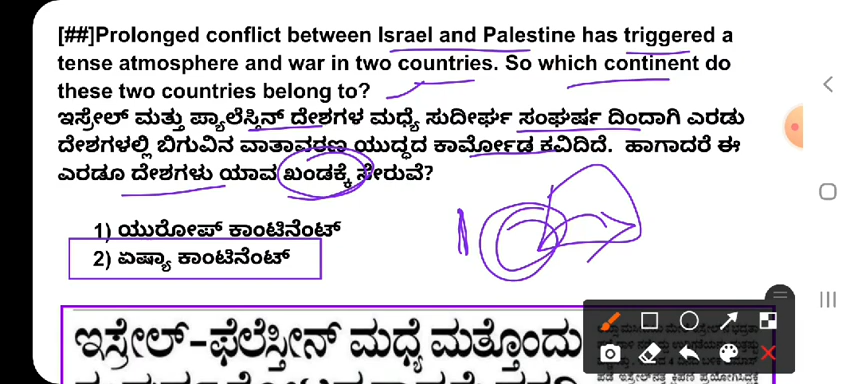 [##]Prolonged conflict between Israel and Palestine has triggered a
tense atmosphere and war in two countries. So which continent do
these two countries belong to?
ಇಸ್ರೇಲ್ ಮತ್ತು ಪ್ಯಾಲೆಸ್ತಿನ್ ದೇಶಗಳ ಮಧ್ಯೆ ಸುದೀರ್ಘ ಸಂಘರ್ಷ ದಿಂದಾಗಿ ಎರಡು
ದೇಶಗಳಲ್ಲಿ ಬಿಗುವಿನ ವಾತಾವರಣ ಯುದ್ಧದ ಕಾರ್ಮೋಡ ಕವಿದಿದೆ. ಹಾಗಾದರೆ ಈ
ಎರಡೂ ದೇಶಗಳು ಯಾವ ಖಂಡಕ್ಕೆ ಸೇರುವೆ?
1) ಯುರೋಪ್ ಕಾಂಟಿನೆಂಟ್
2) ಏಷ್ಯಾ ಕಾಂಟಿನೆಂಟ್
ಇಸ್ರೇಲ್-ಫೆಲೆಸ್ತೀನ್ ಮಧ್ಯೆ ಮತ್ತೊಂದು